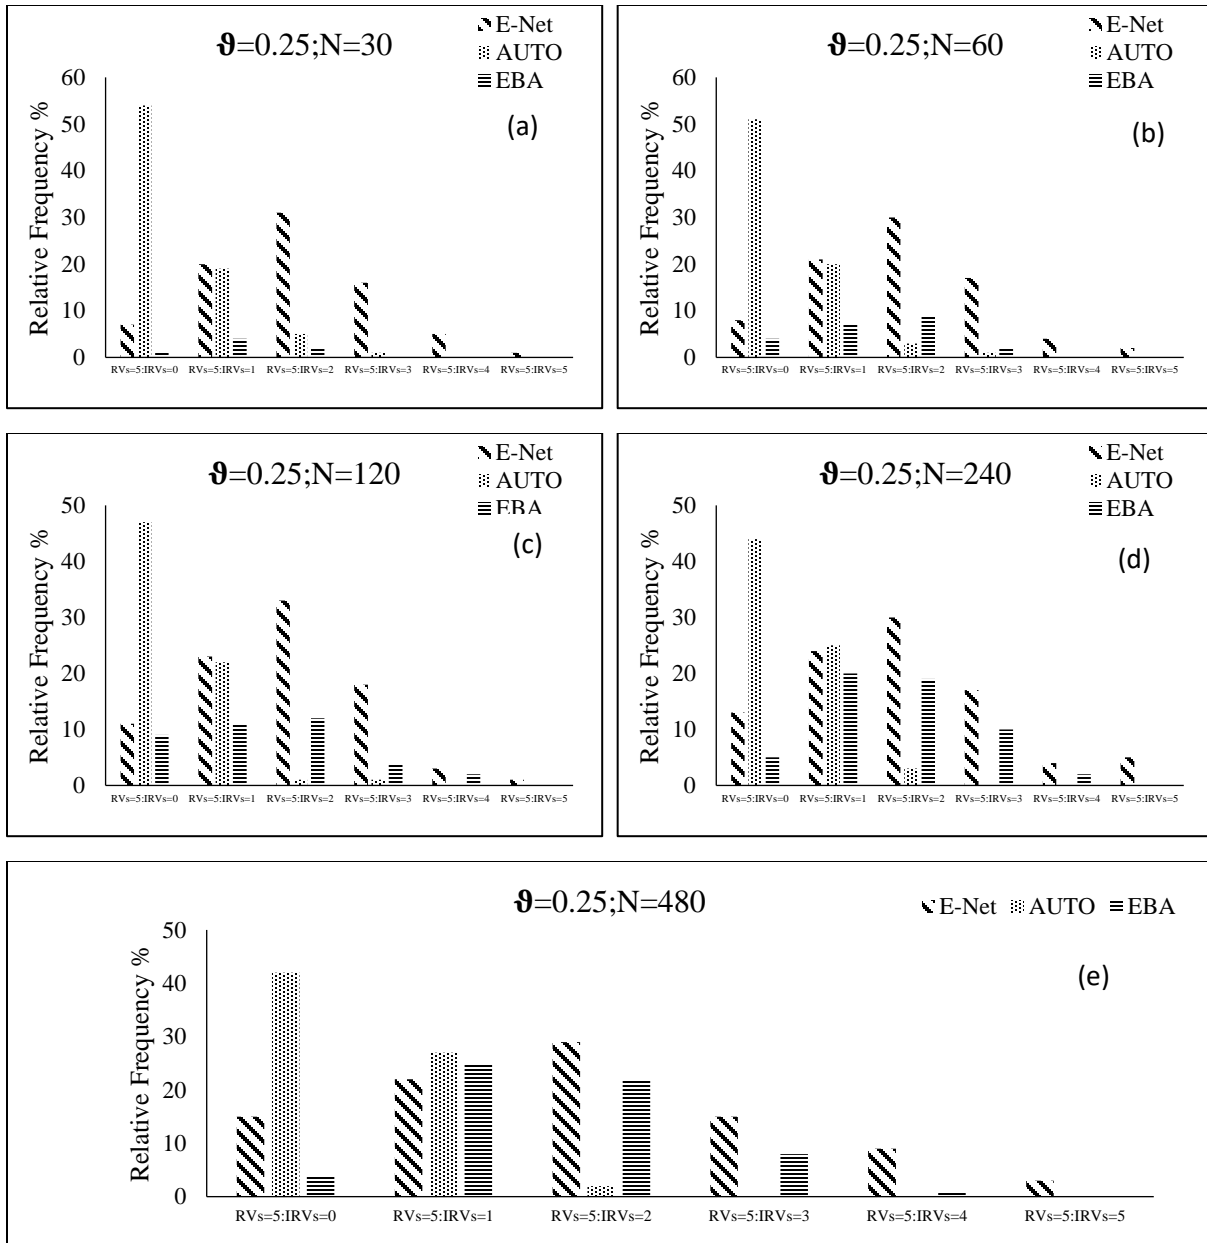 ϑ=0.25;N=30
E-Net
AUTO
EBA
(a)
Relative Frequency %
60
50
40
30
20
10
0
RVs=5:IRVs=0 RVs=5:IRVs=1 RVs=5:IRVs=2 RVs=5:IRVs=3 RVs=5:IRVs=4 RVs=5:IRVs=5
ϑ=0.25;N=60
E-Net
AUTO
EBA
(b)
Relative Frequency %
60
50
40
30
20
10
0
RVs=5:IRVs=0 RVs=5:IRVs=1 RVs=5:IRVs=2 RVs=5:IRVs=3 RVs=5:IRVs=4 RVs=5:IRVs=5
ϑ=0.25;N=120
E-Net
AUTO
EBA
(c)
Relative Frequency %
50
40
30
20
10
0
RVs=5:IRVs=0 RVs=5:IRVs=1 RVs=5:IRVs=2 RVs=5:IRVs=3 RVs=5:IRVs=4 RVs=5:IRVs=5
ϑ=0.25;N=240
E-Net
AUTO
EBA
(d)
Relative Frequency %
50
40
30
20
10
0
RVs=5:IRVs=0 RVs=5:IRVs=1 RVs=5:IRVs=2 RVs=5:IRVs=3 RVs=5:IRVs=4 RVs=5:IRVs=5
ϑ=0.25;N=480
E-Net AUTO EBA
(e)
Relative Frequency %
50
40
30
20
10
0
RVs=5:IRVs=0 RVs=5:IRVs=1 RVs=5:IRVs=2 RVs=5:IRVs=3 RVs=5:IRVs=4 RVs=5:IRVs=5